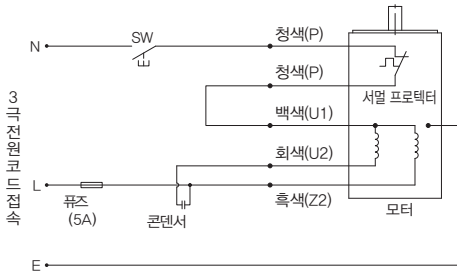 N
SW
청색(P)
청색(P)
서멀 프로텍터
백색(U1)
회색(U2)
3극전원코드접속
L
퓨즈
(5A)
콘덴서
흑색(Z2)
모터
E